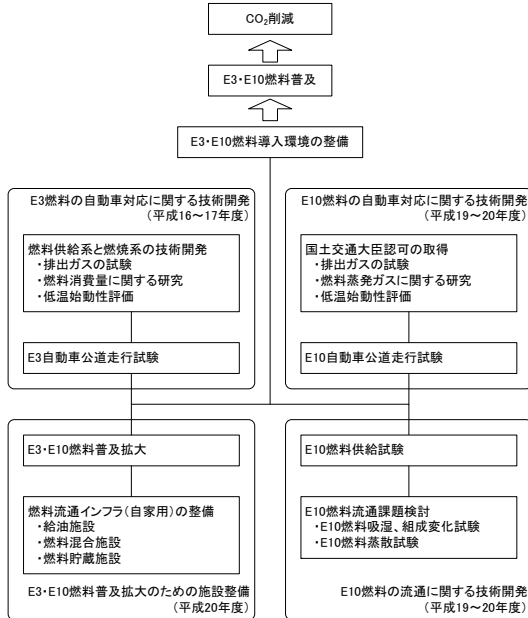 CO₂削減
E3・E10燃料普及
E3・E10燃料導入環境の整備
E3燃料の自動車対応に関する技術開発
（平成16～17年度）
燃料供給系と燃焼系の技術開発
・排出ガスの試験
・燃料消費量に関する研究
・低温始動性評価
E3自動車公道走行試験
E10燃料の自動車対応に関する技術開発
（平成19～20年度）
国土交通大臣認可の取得
・排出ガスの試験
・燃料蒸発ガスに関する研究
・低温始動性評価
E10自動車公道走行試験
E3・E10燃料普及拡大
燃料流通インフラ（自家用）の整備
・給油施設
・燃料混合施設
・燃料貯蔵施設
E3・E10燃料普及拡大のための施設整備
（平成20年度）
E10燃料供給試験
E10燃料流通課題検討
・E10燃料吸湿、組成変化試験
・E10燃料蒸散試験
E10燃料の流通に関する技術開発
（平成19～20年度）